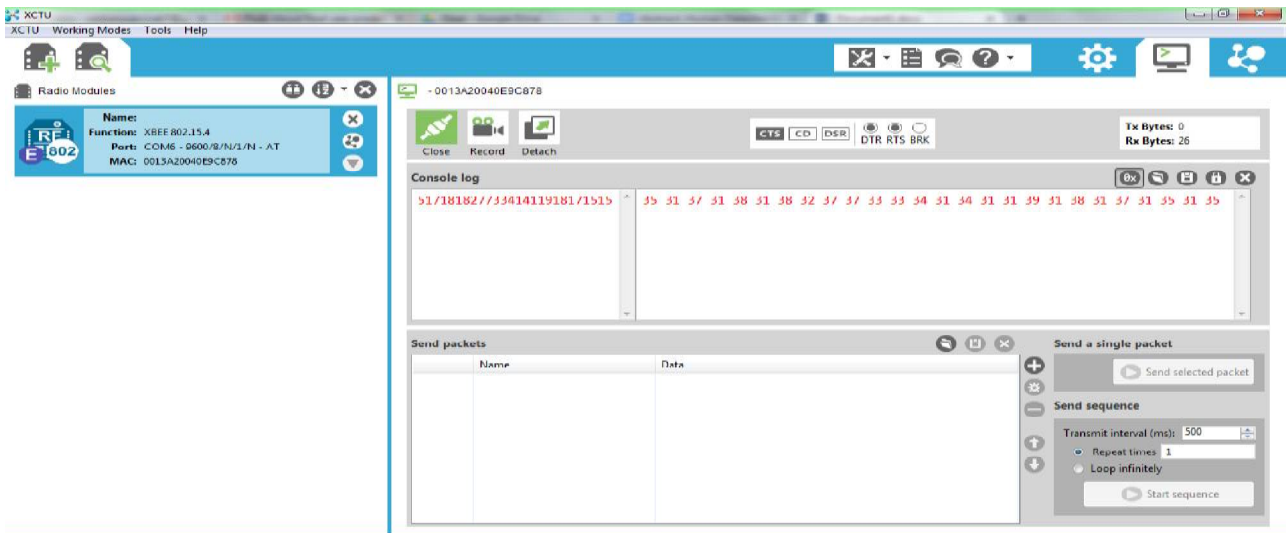 XCTU
XCTU Working Modes Tools Help
Radio Modules
- 0013A20040E9C878
Name:
Function: XBEE 802.15.4
Port: COM6 - 9600/8/N/1/N - AT
MAC: 0013A20040E9C878
RF
E 802
Close Record Detach
CTS CD DSR DTR RTS BRK
Tx Bytes: 0
Rx Bytes: 26
Console log
0x
51718182773341411918171515
35 31 37 31 38 31 38 32 37 37 33 33 34 31 34 31 31 39 31 38 31 37 31 35 31 35
Send packets
Name Data
Send a single packet
Send selected packet
Send sequence
Transmit interval (ms): 500
Repeat times 1
Loop infinitely
Start sequence